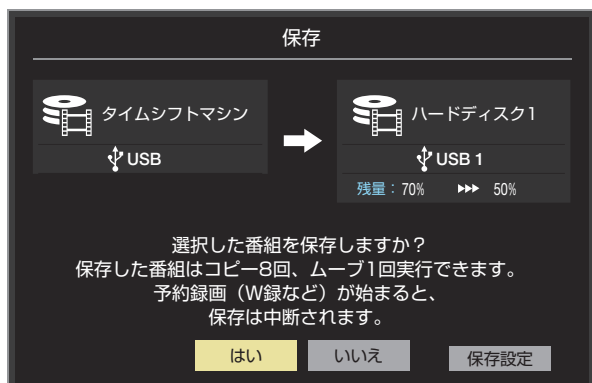 保存
タイムシフトマシン
USB
ハードディスク1
USB 1
残量：70% ▶▶▶ 50%
選択した番組を保存しますか？
保存した番組はコピー8回、ムーブ1回実行できます。
予約録画（W録など）が始まると、
保存は中断されます。
はい
いいえ
保存設定